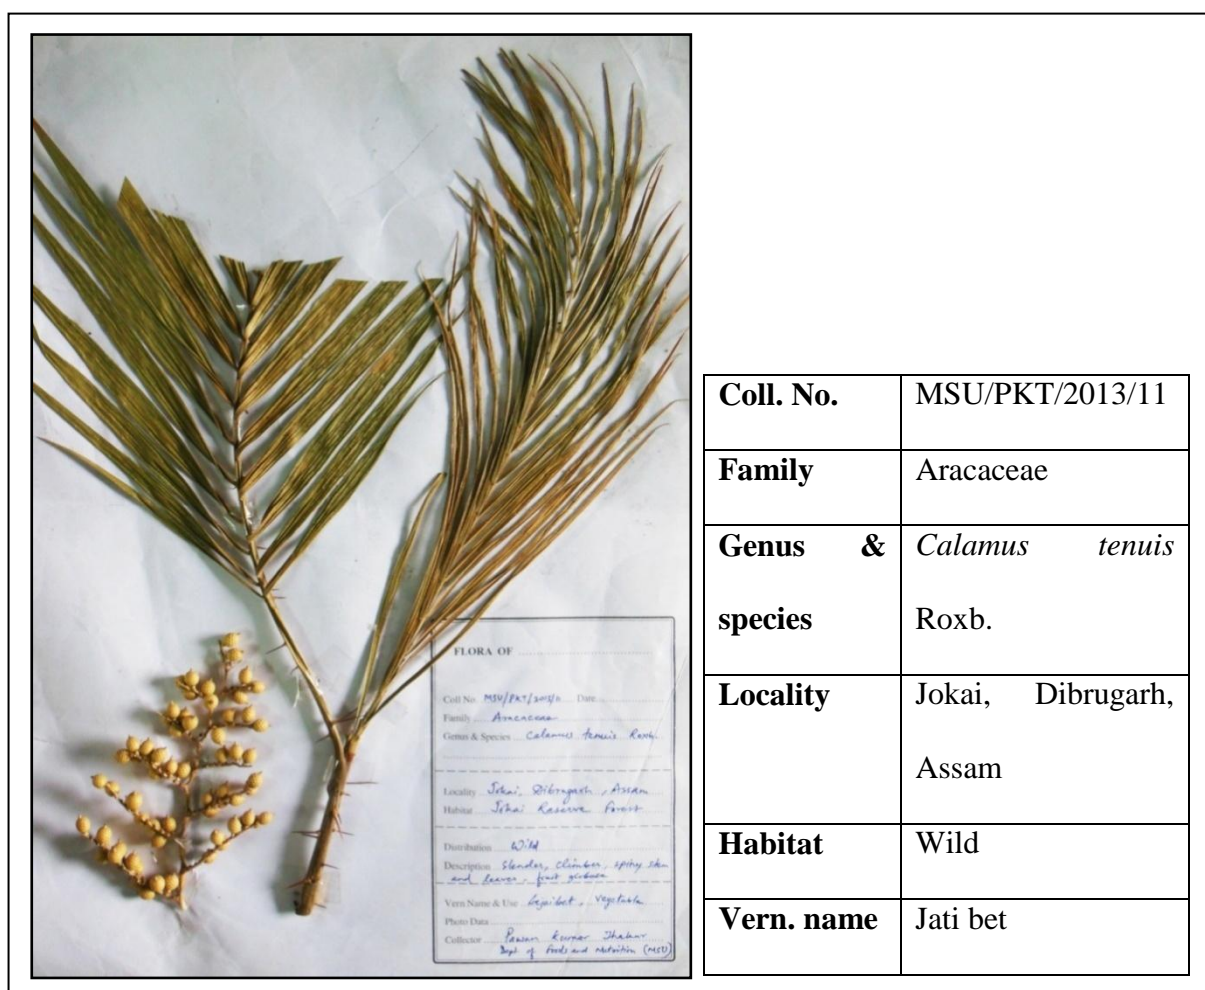 FLORA OF
Coll No. MSU/PKT/2013/11 Date
Family Aracaceae
Genus & Species Calamus tenuis Roxb.
Locality Jokai, Dibrugarh, Assam
Habitat Jokai Reserve Forest
Distribution Wild
Description Slender, climber, spiny stem
and leaves, fruit globose
Vern Name & Use vegetable
Photo Data
Collector Pawan Kumar Thakur
Dept of Foods and Nutrition (MSU)
Coll. No. MSU/PKT/2013/11
Family Aracaceae
Genus & Calamus tenuis
species Roxb.
Locality Jokai, Dibrugarh,
Assam
Habitat Wild
Vern. name Jati bet